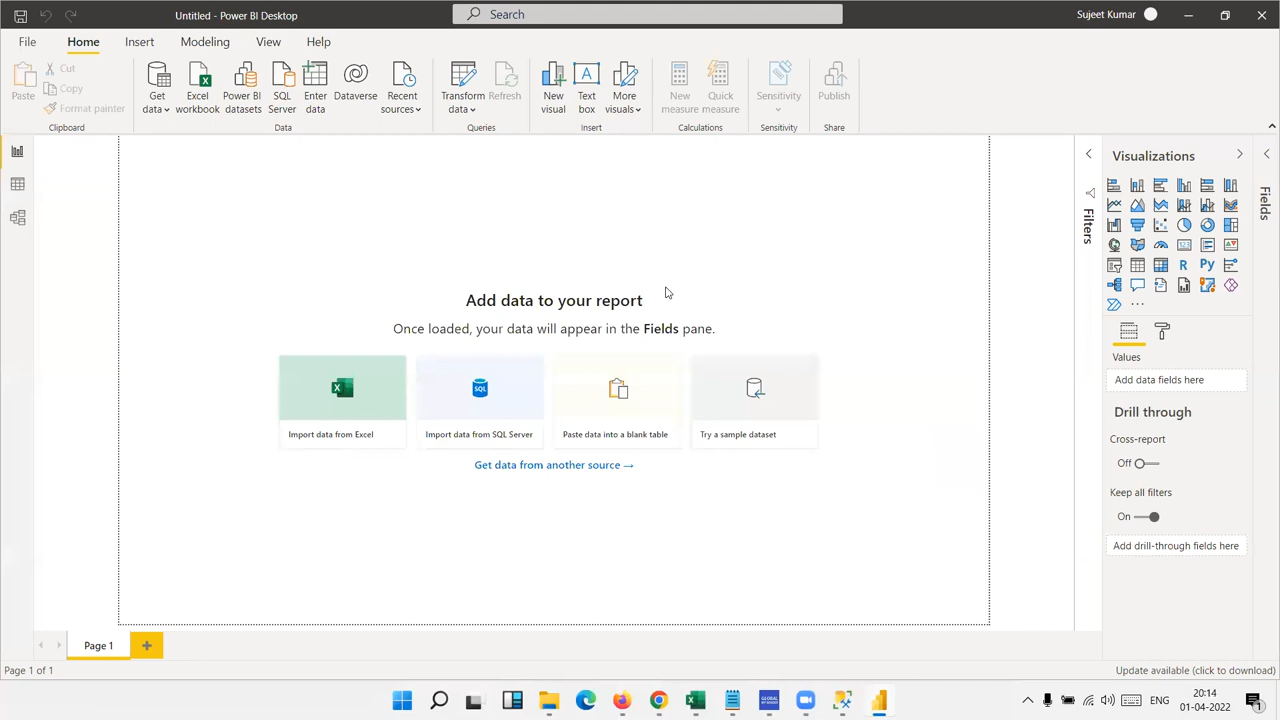 Untitled - Power BI Desktop
Search
Sujeet Kumar
File Home Insert Modeling View Help
Paste
Cut
Copy
Format painter
Clipboard
Get data
Excel workbook
Power BI datasets
SQL Server
Enter data
Dataverse
Recent sources
Data
Transform data
Refresh
Queries
New visual
Text box
More visuals
Insert
New measure
Quick measure
Calculations
Sensitivity
Sensitivity
Publish
Share
Add data to your report
Once loaded, your data will appear in the Fields pane.
SQL
Import data from Excel
Import data from SQL Server
Paste data into a blank table
Try a sample dataset
Get data from another source →
Filters
Visualizations
R
Py
Values
Add data fields here
Drill through
Cross-report
Off
Keep all filters
On
Add drill-through fields here
Fields
Page 1
Page 1 of 1
Update available (click to download)
ENG
20:14
01-04-2022